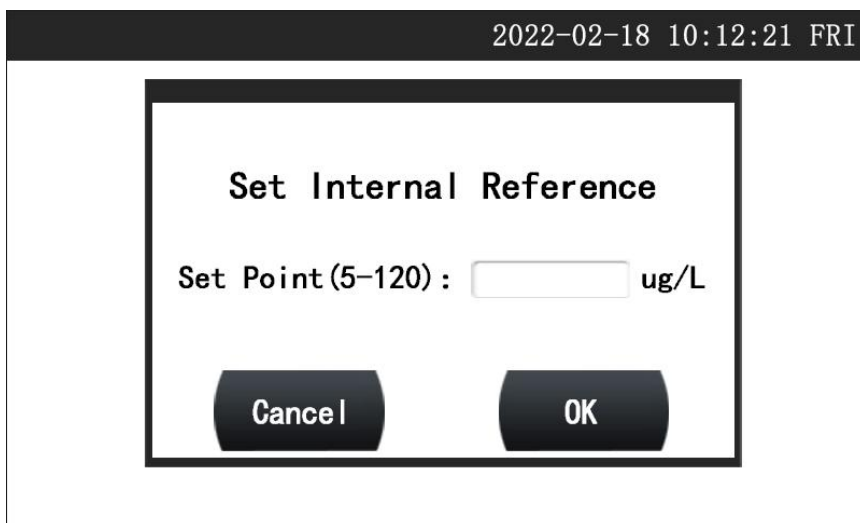 2022-02-18 10:12:21 FRI
Set Internal Reference
Set Point(5-120): ug/L
Cancel OK